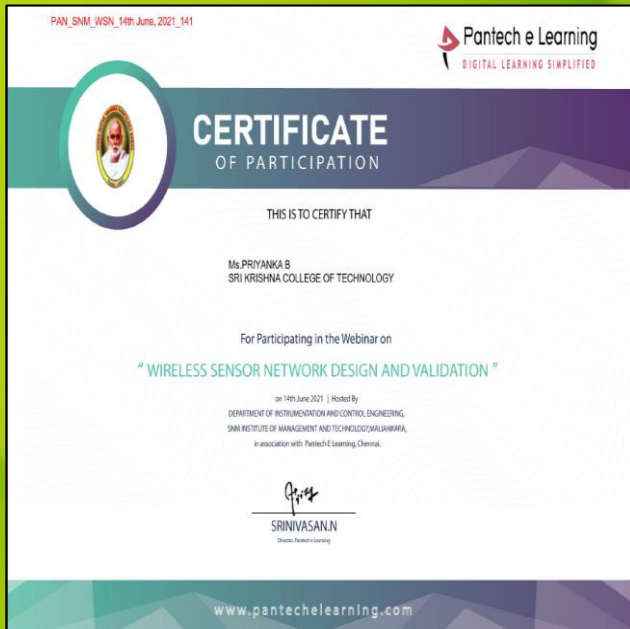 PAN_SNM_WSN_14th June, 2021_141
Pantech e Learning
DIGITAL LEARNING SIMPLIFIED
CERTIFICATE
OF PARTICIPATION
THIS IS TO CERTIFY THAT
Ms.PRIYANKA B
SRI KRISHNA COLLEGE OF TECHNOLOGY
For Participating in the Webinar on
" WIRELESS SENSOR NETWORK DESIGN AND VALIDATION "
on 14th June 2021 | Hosted By
DEPARTMENT OF INSTRUMENTATION AND CONTROL ENGINEERING,
SNM INSTITUTE OF MANAGEMENT AND TECHNOLOGY,MALIANKARA,
in association with Pantech E Learning, Chennai.
SRINIVASAN.N
Director, Pantech e Learning
www.pantechelearning.com